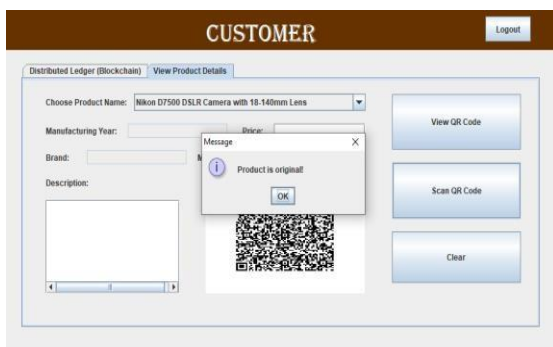 CUSTOMER
Logout
Distributed Ledger (Blockchain) View Product Details
Choose Product Name: Nikon D7500 DSLR Camera with 18-140mm Lens
View QR Code
Manufacturing Year: Price:
Message
Brand: M
Product is original!
Description:
OK
Scan QR Code
Clear